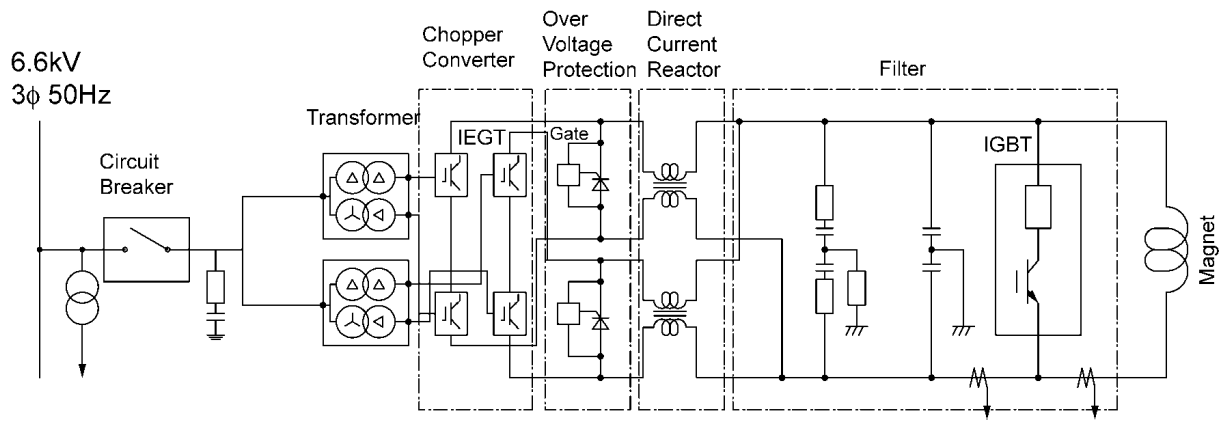 6.6kV
3ϕ 50Hz
Circuit
Breaker
Transformer
Chopper
Converter
IEGT
Over
Voltage
Protection
Gate
Direct
Current
Reactor
Filter
IGBT
Magnet